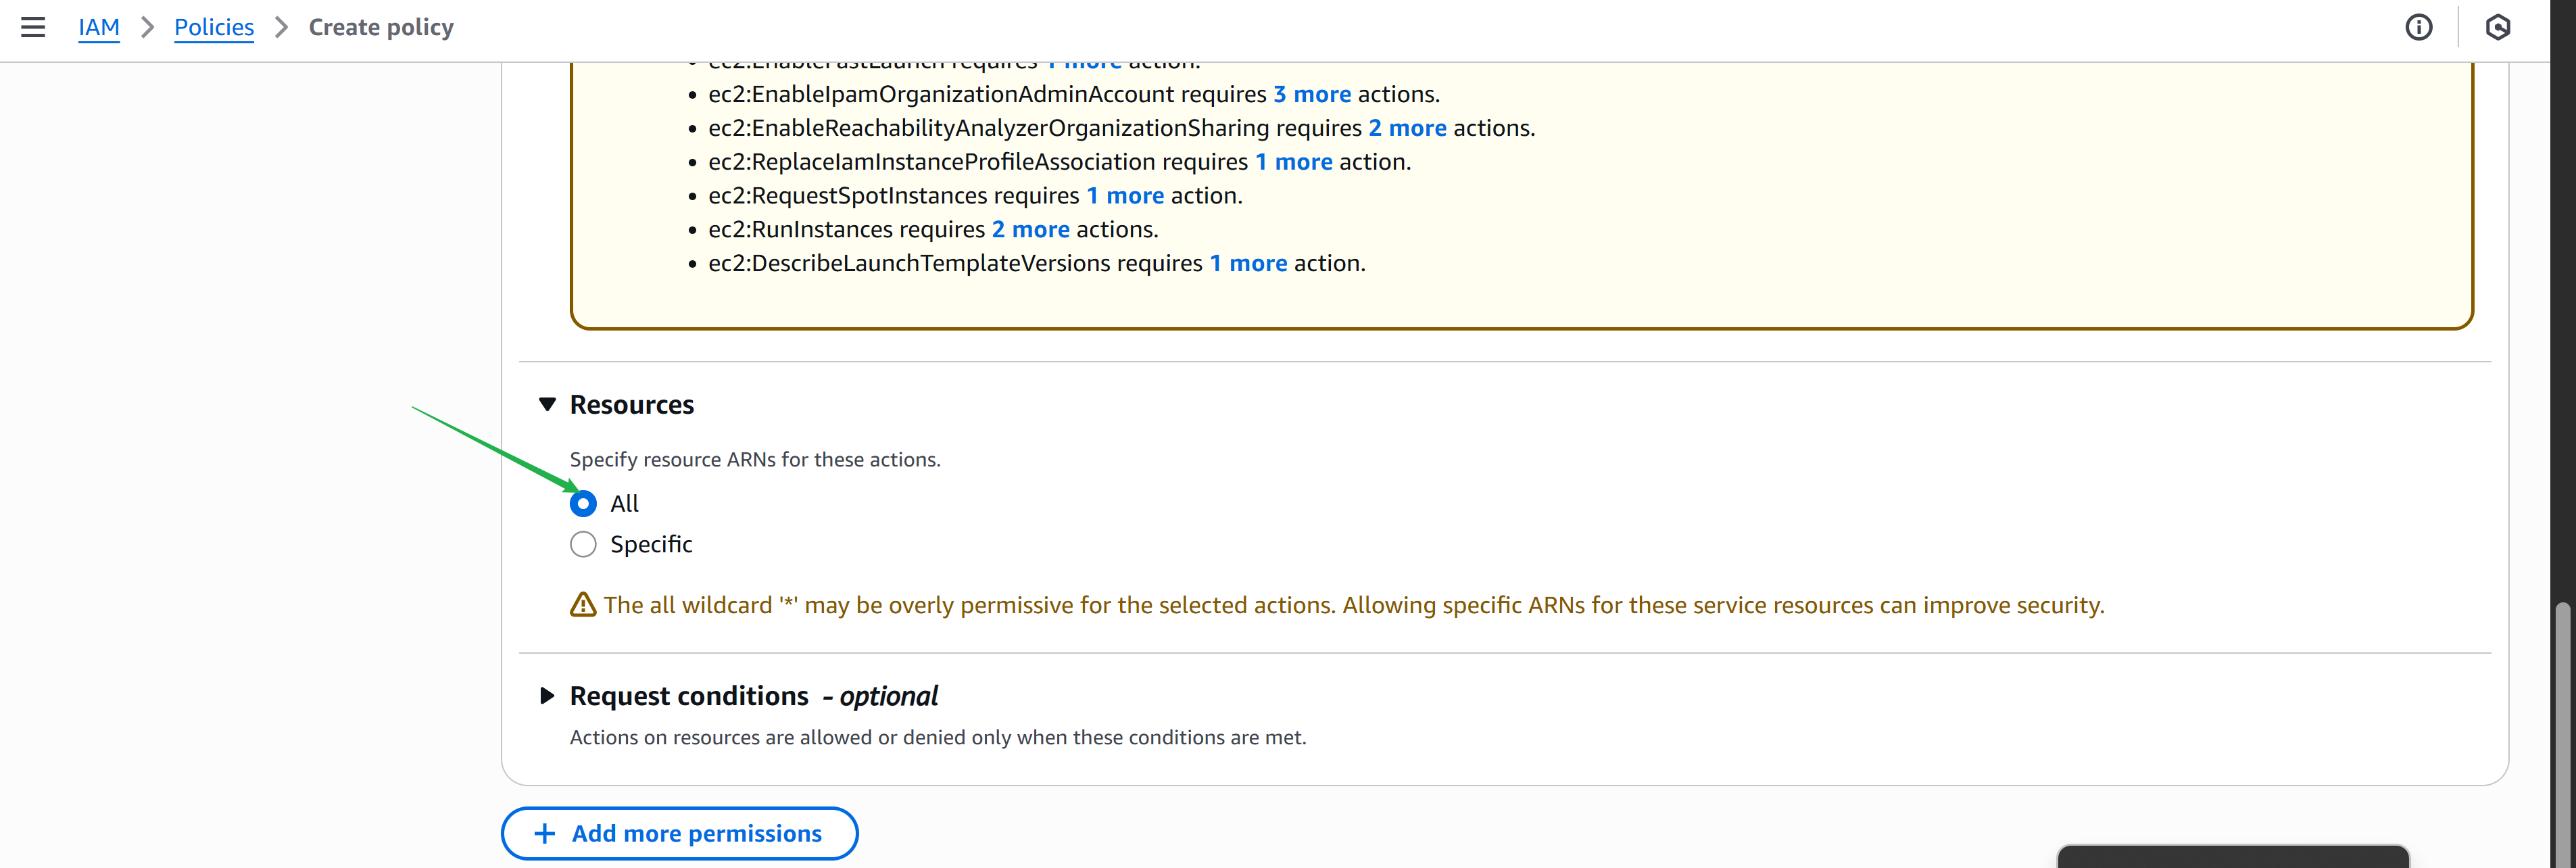 IAM > Policies > Create policy
ec2:EnableFastLaunch requires 1 more action.
ec2:EnableIpamOrganizationAdminAccount requires 3 more actions.
ec2:EnableReachabilityAnalyzerOrganizationSharing requires 2 more actions.
ec2:ReplaceIamInstanceProfileAssociation requires 1 more action.
ec2:RequestSpotInstances requires 1 more action.
ec2:RunInstances requires 2 more actions.
ec2:DescribeLaunchTemplateVersions requires 1 more action.
Resources
Specify resource ARNs for these actions.
All
Specific
The all wildcard '*' may be overly permissive for the selected actions. Allowing specific ARNs for these service resources can improve security.
Request conditions - optional
Actions on resources are allowed or denied only when these conditions are met.
+ Add more permissions